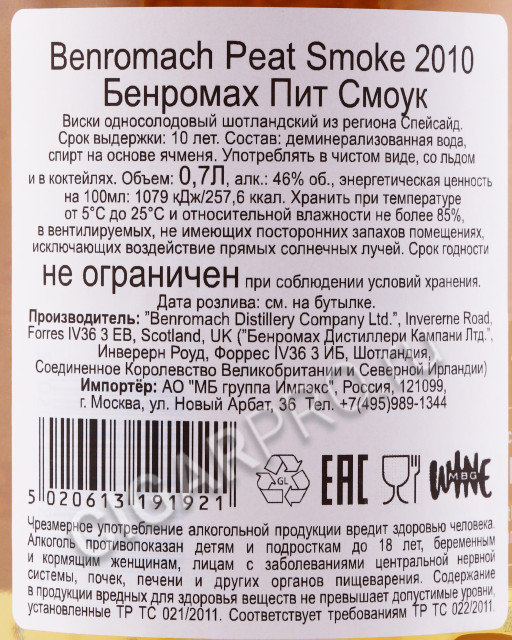 Benromach Peat Smoke 2010
Бенромах Пит Смоук
Виски односолодовый шотландский из региона Спейсайд.
Срок выдержки: 10 лет. Состав: деминерализованная вода,
спирт на основе ячменя. Употреблять в чистом виде, со льдом
и в коктейлях. Объем: 0,7Л, алк.: 46% об., энергетическая ценность
на 100мл: 1079 кДж/257,6 ккал. Хранить при температуре
от 5°С до 25°С и относительной влажности не более 85%,
в вентилируемых, не имеющих посторонних запахов помещениях,
исключающих воздействие прямых солнечных лучей. Срок годности
не ограничен при соблюдении условий хранения.
Дата розлива: см. на бутылке.
Производитель: "Benromach Distillery Company Ltd.", Invererne Road,
Forres IV36 3 EB, Scotland, UK ("Бенромах Дистиллери Кампани Лтд.",
Инверерн Роуд, Форрес IV36 3 ИБ, Шотландия,
Соединенное Королевство Великобритании и Северной Ирландии)
Импортёр: АО "МБ группа Импэкс", Россия, 121099,
г. Москва, ул. Новый Арбат, 36 Тел. +7(495)989-1344
5 020613 191921
GL
EAC
WINE
MBG
Чрезмерное употребление алкогольной продукции вредит здоровью человека.
Алкоголь противопоказан детям и подросткам до 18 лет, беременным
и кормящим женщинам, лицам с заболеваниями центральной нервной
системы, почек, печени и других органов пищеварения. Содержание
в продукции вредных для здоровья веществ не превышает допустимые уровни,
установленные ТР ТС 021/2011. Соответствует требованиям ТР ТС 022/2011.
CIGARPRO.RU